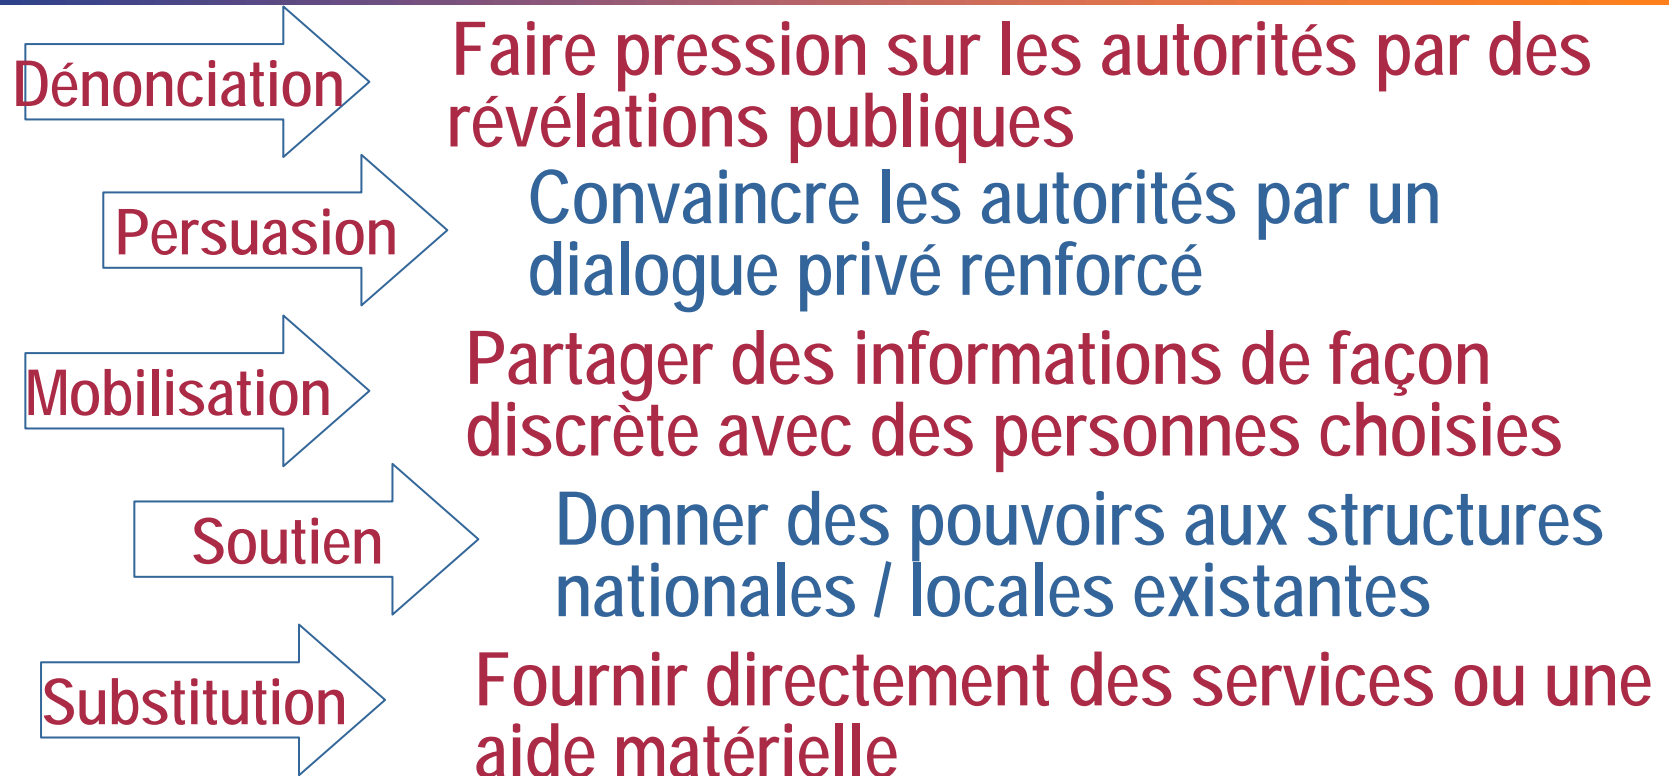 Dénonciation
Faire pression sur les autorités par des
révélations publiques
Persuasion
Convaincre les autorités par un
dialogue privé renforcé
Mobilisation
Partager des informations de façon
discrète avec des personnes choisies
Soutien
Donner des pouvoirs aux structures
nationales / locales existantes
Substitution
Fournir directement des services ou une
aide matérielle